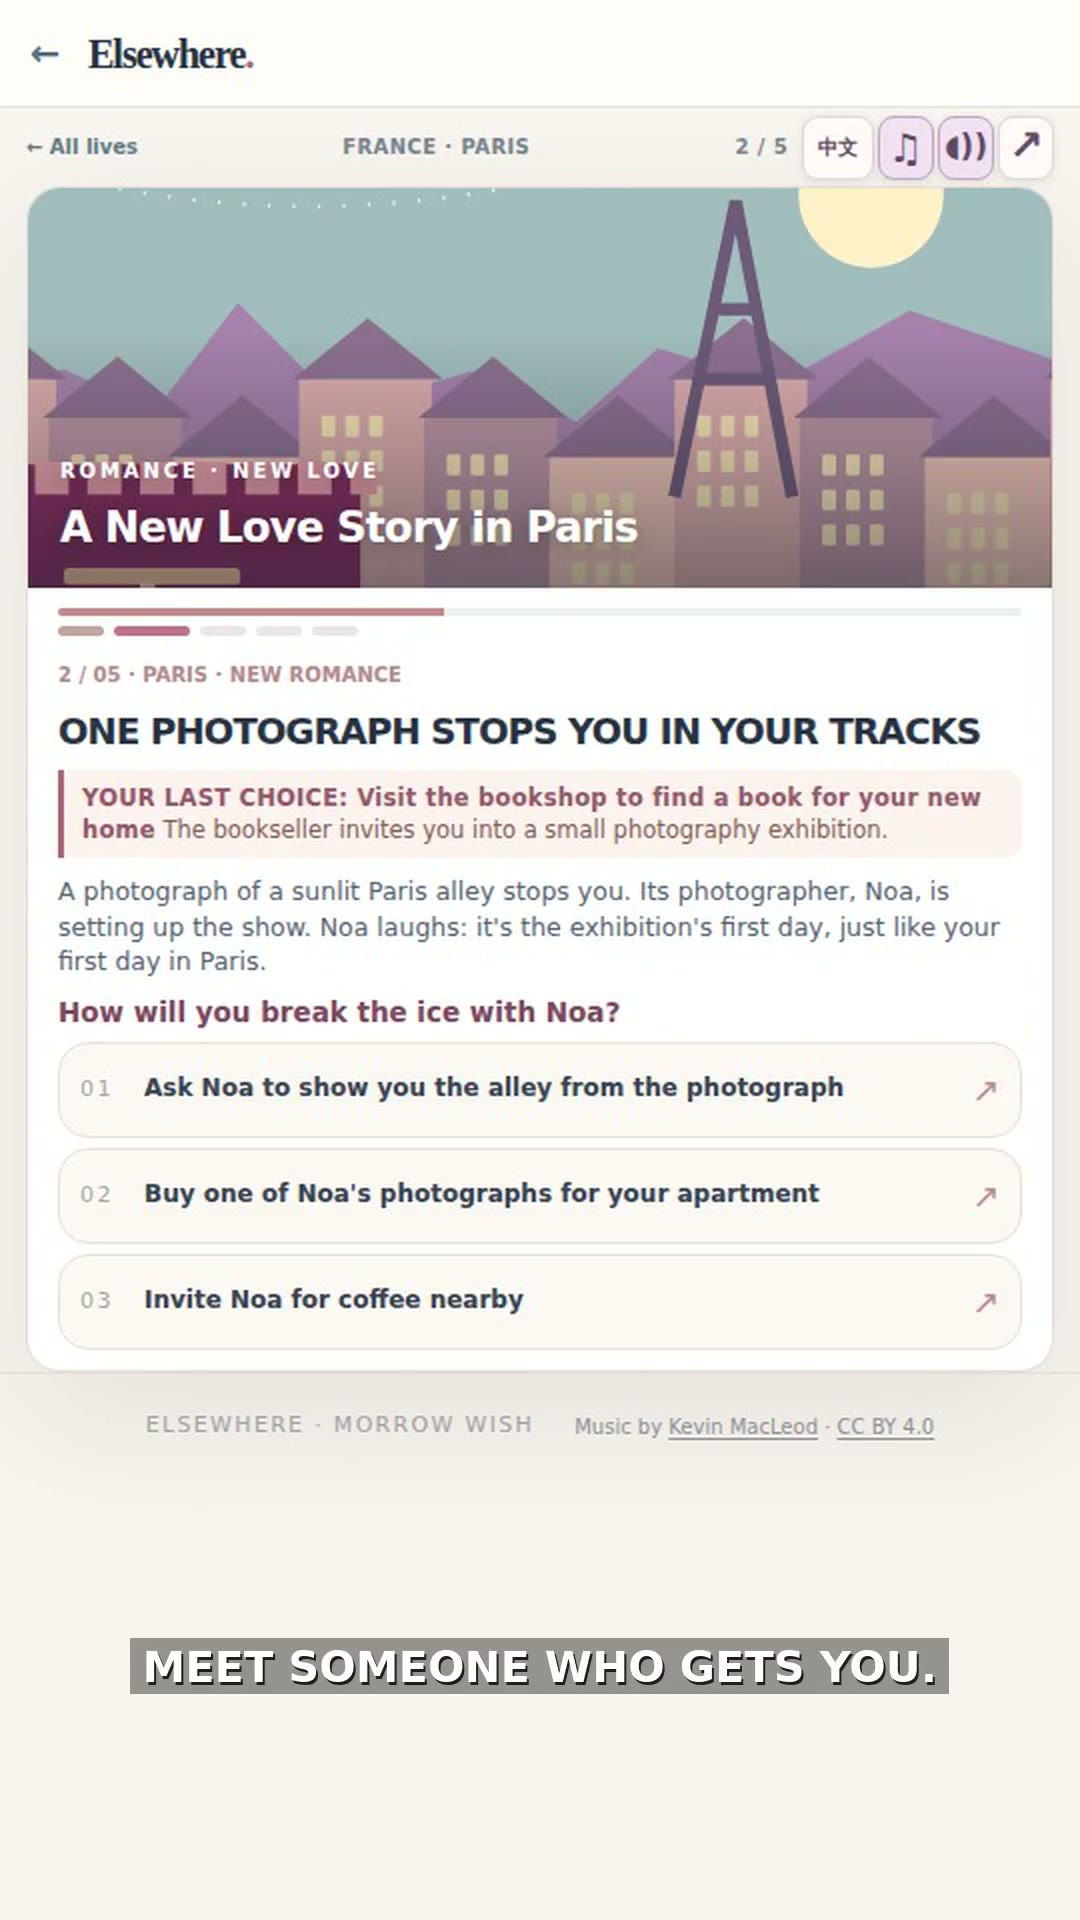 ← Elsewhere.
← All lives
FRANCE · PARIS
2 / 5
中文
ROMANCE · NEW LOVE
A New Love Story in Paris
2 / 05 · PARIS · NEW ROMANCE
ONE PHOTOGRAPH STOPS YOU IN YOUR TRACKS
YOUR LAST CHOICE: Visit the bookshop to find a book for your new
home The bookseller invites you into a small photography exhibition.
A photograph of a sunlit Paris alley stops you. Its photographer, Noa, is
setting up the show. Noa laughs: it's the exhibition's first day, just like your
first day in Paris.
How will you break the ice with Noa?
01 Ask Noa to show you the alley from the photograph ↗
02 Buy one of Noa's photographs for your apartment ↗
03 Invite Noa for coffee nearby ↗
ELSEWHERE · MORROW WISH
Music by Kevin MacLeod · CC BY 4.0
MEET SOMEONE WHO GETS YOU.